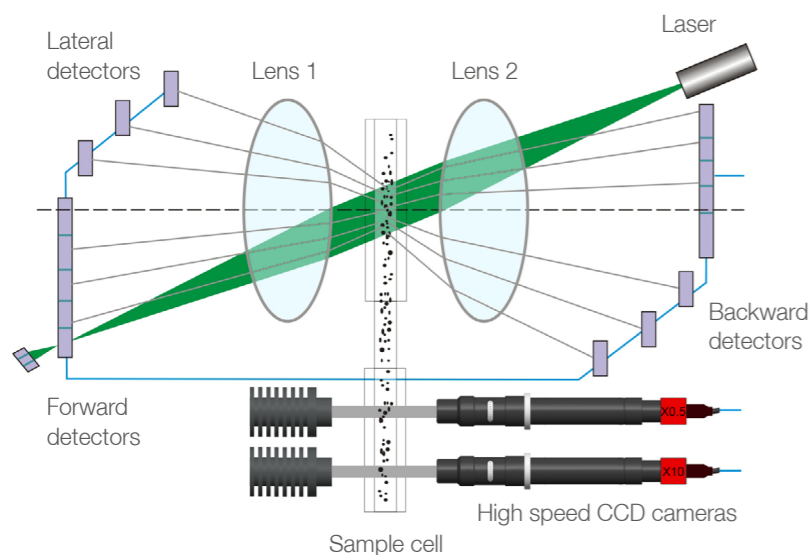 Laser
Lateral
detectors
Lens 1
Lens 2
Backward
detectors
Forward
detectors
X0.5
X10
High speed CCD cameras
Sample cell